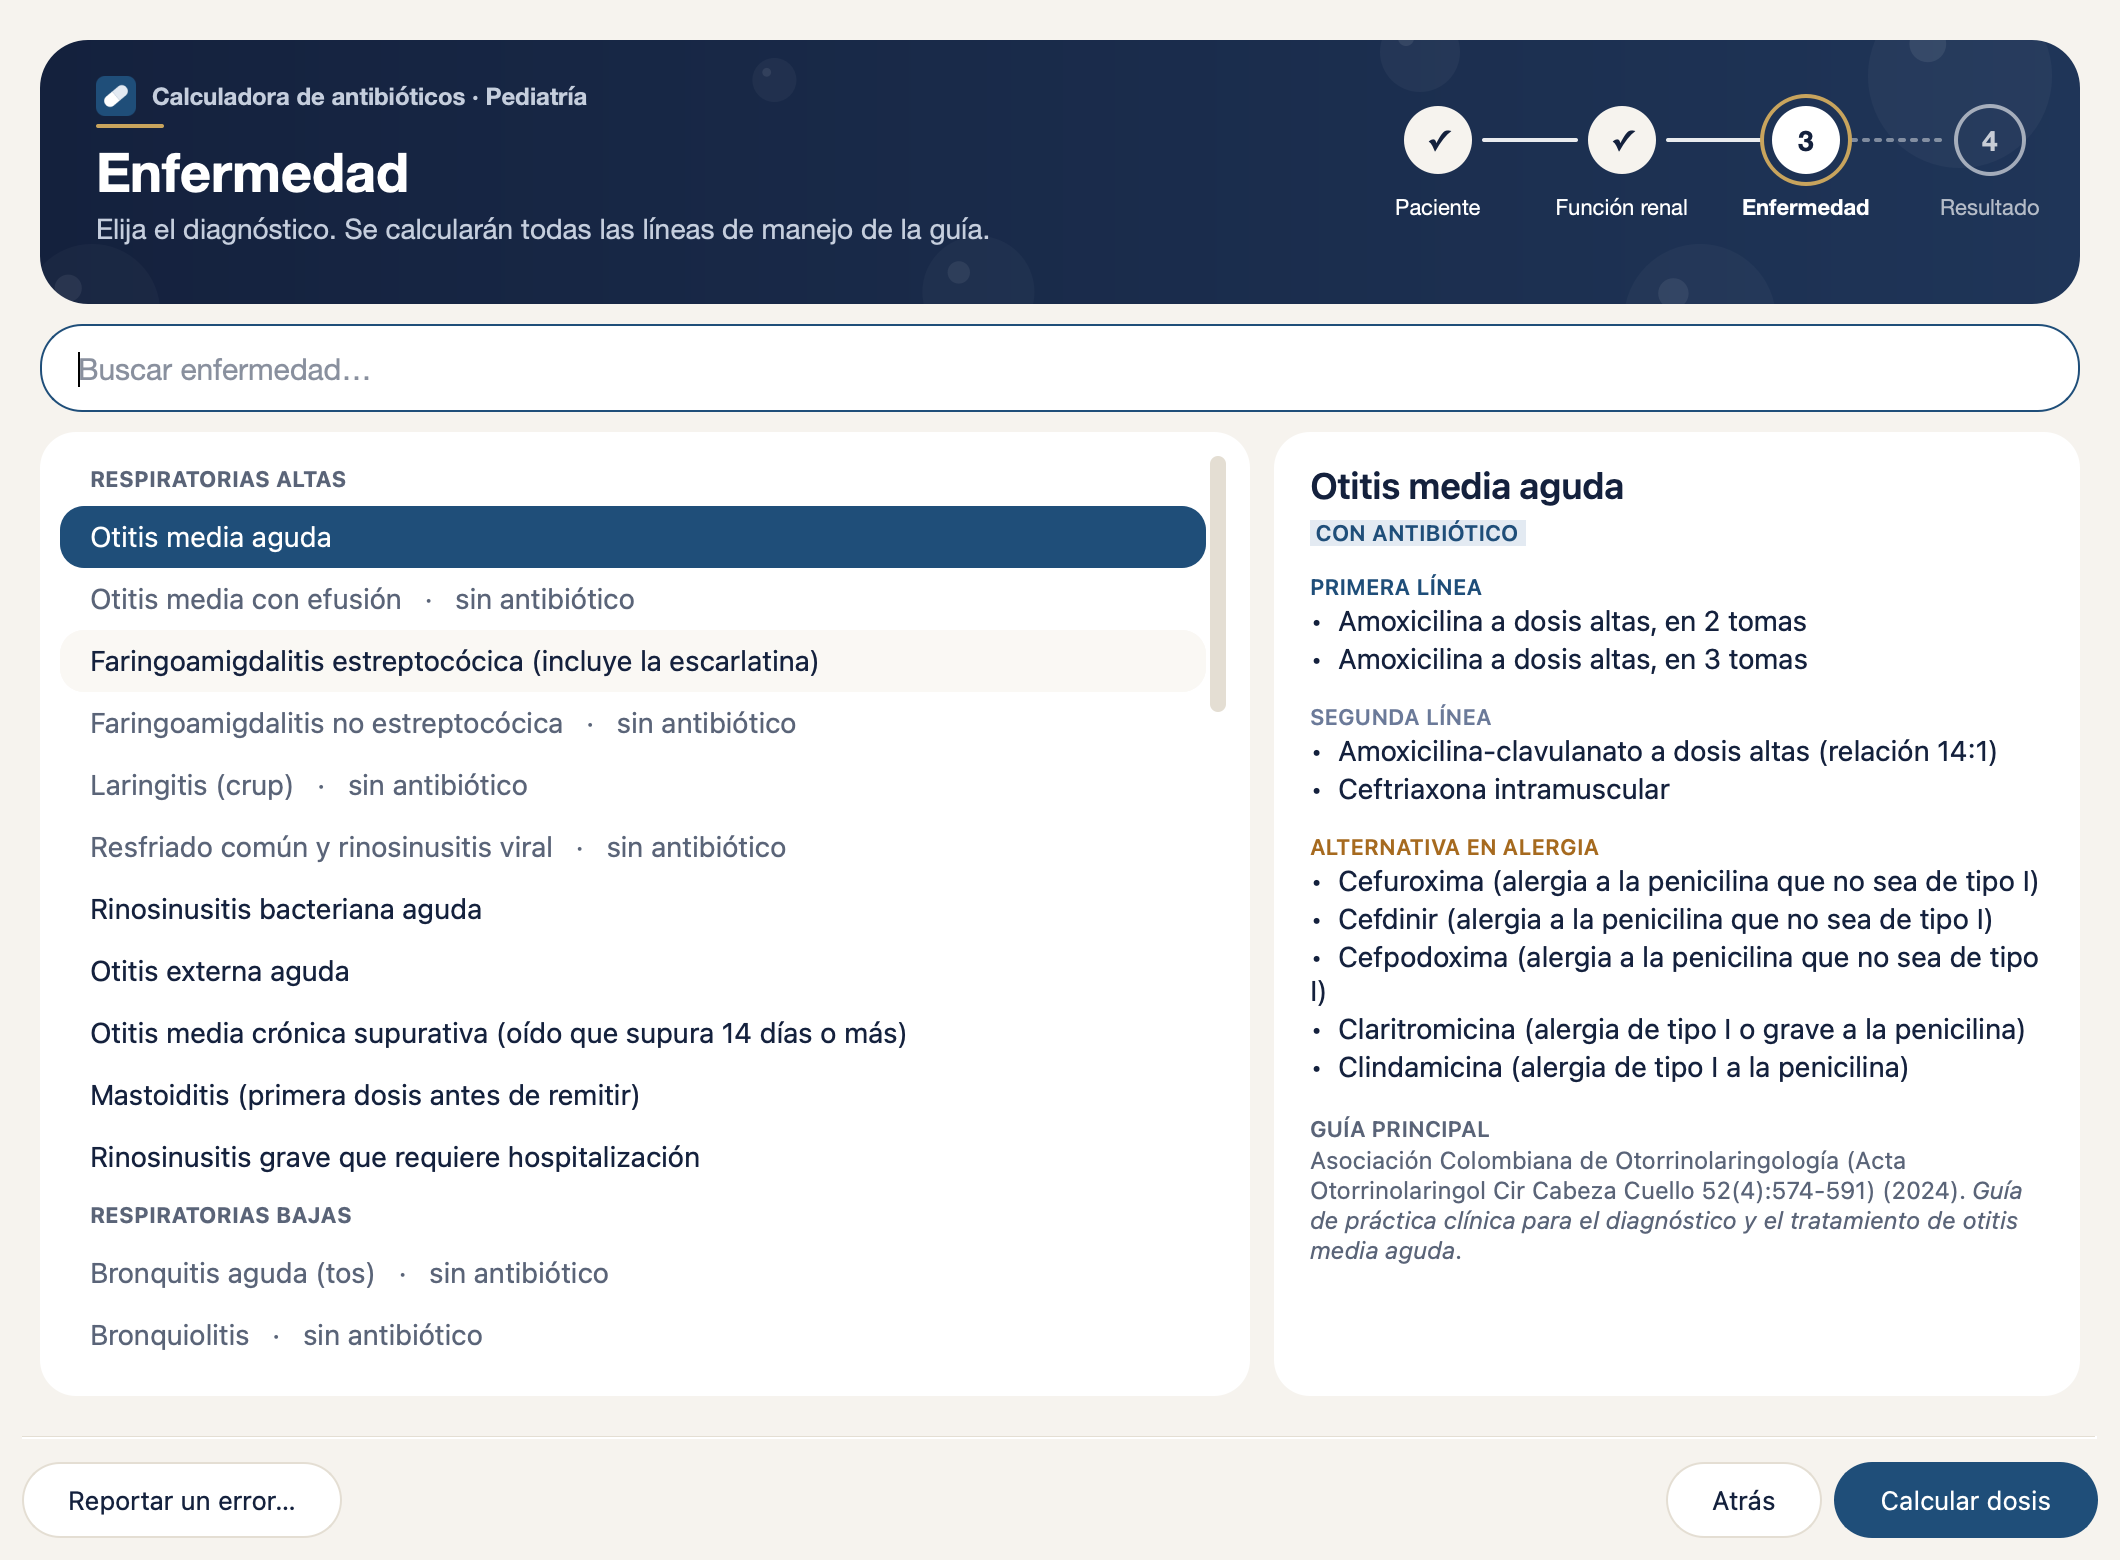 Calculadora de antibióticos · Pediatría
Enfermedad
Elija el diagnóstico. Se calcularán todas las líneas de manejo de la guía.
✓
✓
3
4
Paciente
Función renal
Enfermedad
Resultado
Buscar enfermedad...
RESPIRATORIAS ALTAS
Otitis media aguda
Otitis media con efusión · sin antibiótico
Faringoamigdalitis estreptocócica (incluye la escarlatina)
Faringoamigdalitis no estreptocócica · sin antibiótico
Laringitis (crup) · sin antibiótico
Resfriado común y rinosinusitis viral · sin antibiótico
Rinosinusitis bacteriana aguda
Otitis externa aguda
Otitis media crónica supurativa (oído que supura 14 días o más)
Mastoiditis (primera dosis antes de remitir)
Rinosinusitis grave que requiere hospitalización
RESPIRATORIAS BAJAS
Bronquitis aguda (tos) · sin antibiótico
Bronquiolitis · sin antibiótico
Otitis media aguda
CON ANTIBIÓTICO
PRIMERA LÍNEA
• Amoxicilina a dosis altas, en 2 tomas
• Amoxicilina a dosis altas, en 3 tomas
SEGUNDA LÍNEA
• Amoxicilina-clavulanato a dosis altas (relación 14:1)
• Ceftriaxona intramuscular
ALTERNATIVA EN ALERGIA
• Cefuroxima (alergia a la penicilina que no sea de tipo I)
• Cefdinir (alergia a la penicilina que no sea de tipo I)
• Cefpodoxima (alergia a la penicilina que no sea de tipo
I)
• Claritromicina (alergia de tipo I o grave a la penicilina)
• Clindamicina (alergia de tipo I a la penicilina)
GUÍA PRINCIPAL
Asociación Colombiana de Otorrinolaringología (Acta
Otorrinolaringol Cir Cabeza Cuello 52(4):574-591) (2024). Guía
de práctica clínica para el diagnóstico y el tratamiento de otitis
media aguda.
Reportar un error...
Atrás
Calcular dosis